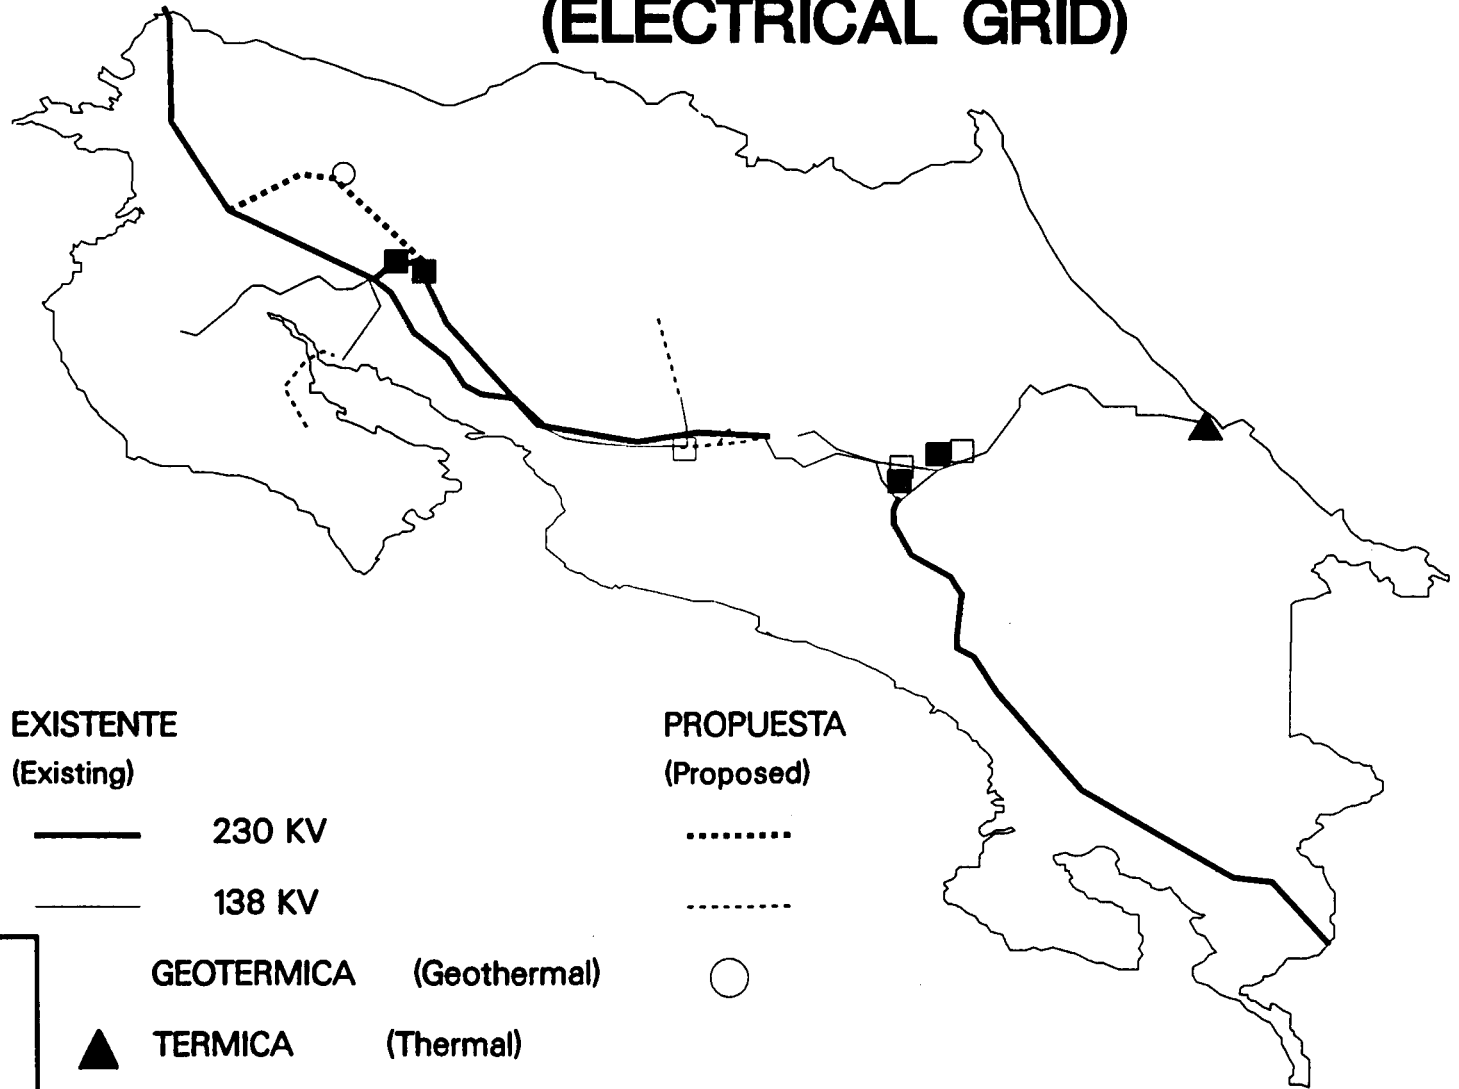 (ELECTRICAL GRID)
EXISTENTE
(Existing)
PROPUESTA
(Proposed)
230 KV
138 KV
GEOTERMICA (Geothermal)
TERMICA (Thermal)